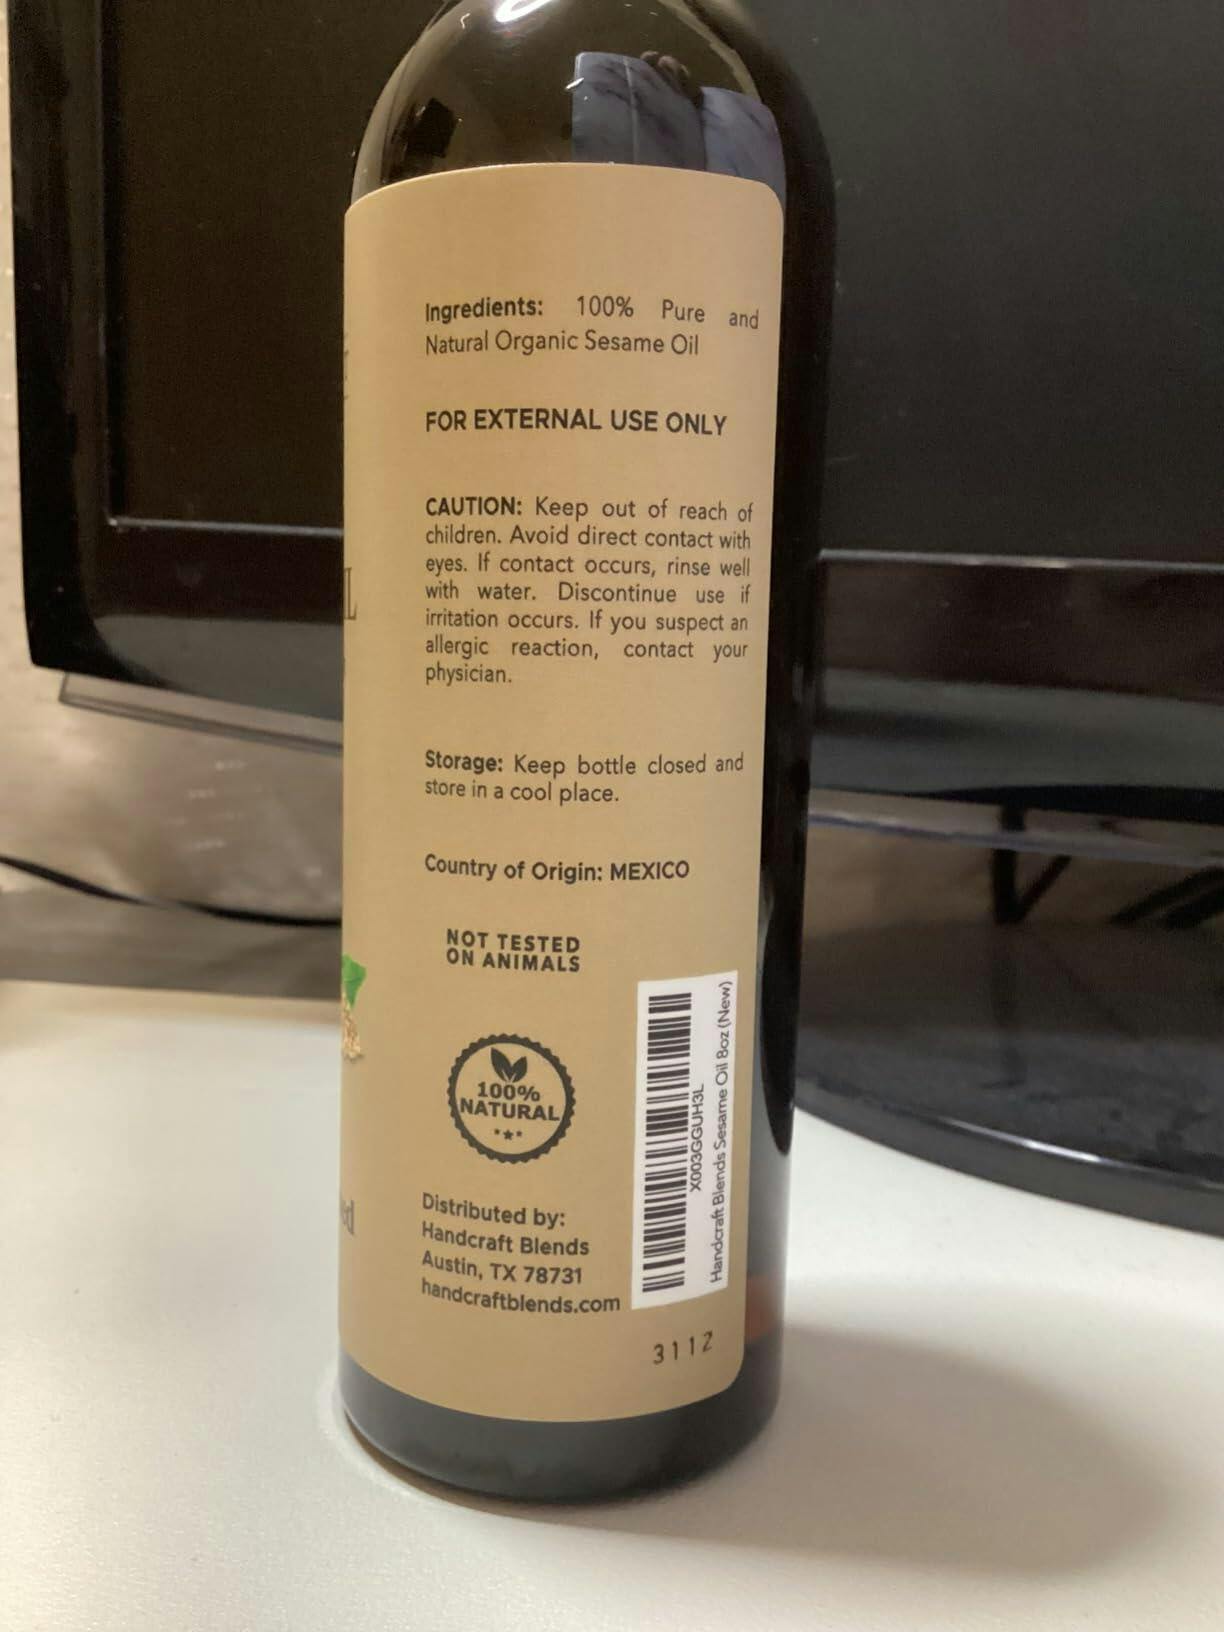 Ingredients: 100% Pure and
Natural Organic Sesame Oil
FOR EXTERNAL USE ONLY
CAUTION: Keep out of reach of
children. Avoid direct contact with
eyes. If contact occurs, rinse well
with water. Discontinue use if
irritation occurs. If you suspect an
allergic reaction, contact your
physician.
Storage: Keep bottle closed and
store in a cool place.
Country of Origin: MEXICO
NOT TESTED
ON ANIMALS
100%
NATURAL
Distributed by:
Handcraft Blends
Austin, TX 78731
handcraftblends.com
X003GGUH3L
Handcraft Blends Sesame Oil 8oz (New)
3112